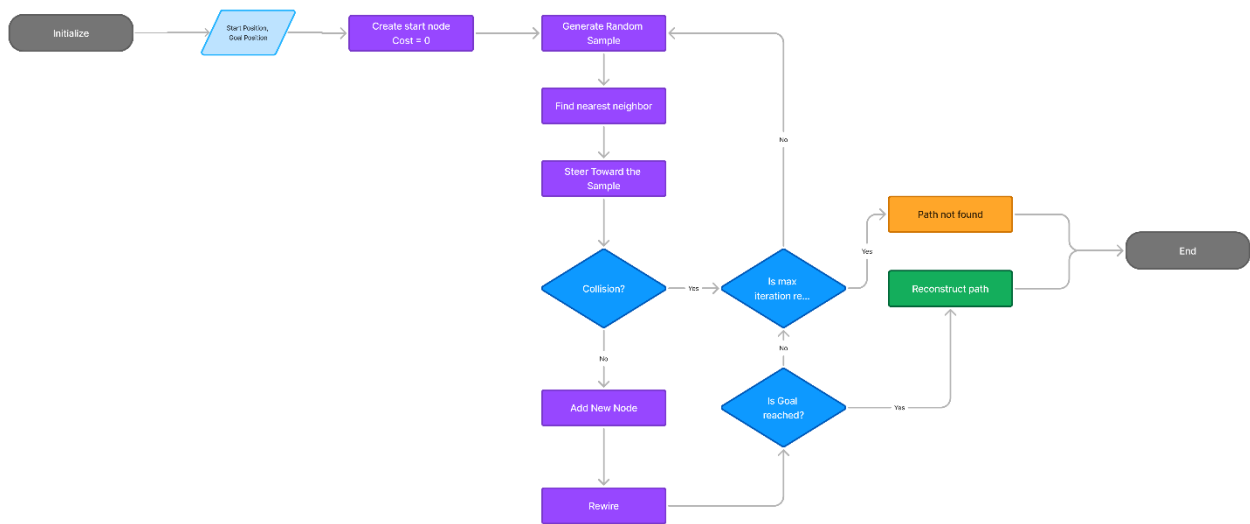 Initialize
Start Position,
Goal Position
Create start node
Cost = 0
Generate Random
Sample
Find nearest neighbor
Steer Toward the
Sample
Collision?
Yes
No
Add New Node
Rewire
Is max
iteration re...
No
Yes
Is Goal
reached?
No
Yes
Path not found
Reconstruct path
End